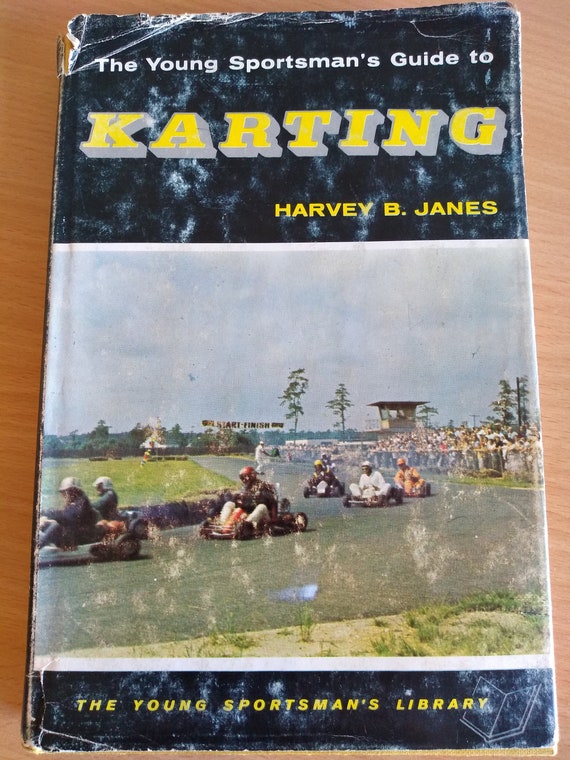 The Young Sportsman's Guide to
KARTING
HARVEY B. JANES
START-FINISH
THE YOUNG SPORTSMAN'S LIBRARY